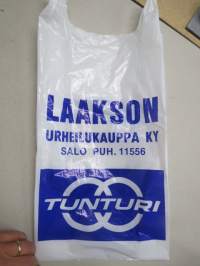 LAAKSON
URHEILUKAUPPA KY
SALO PUH. 11556
TUNTURI